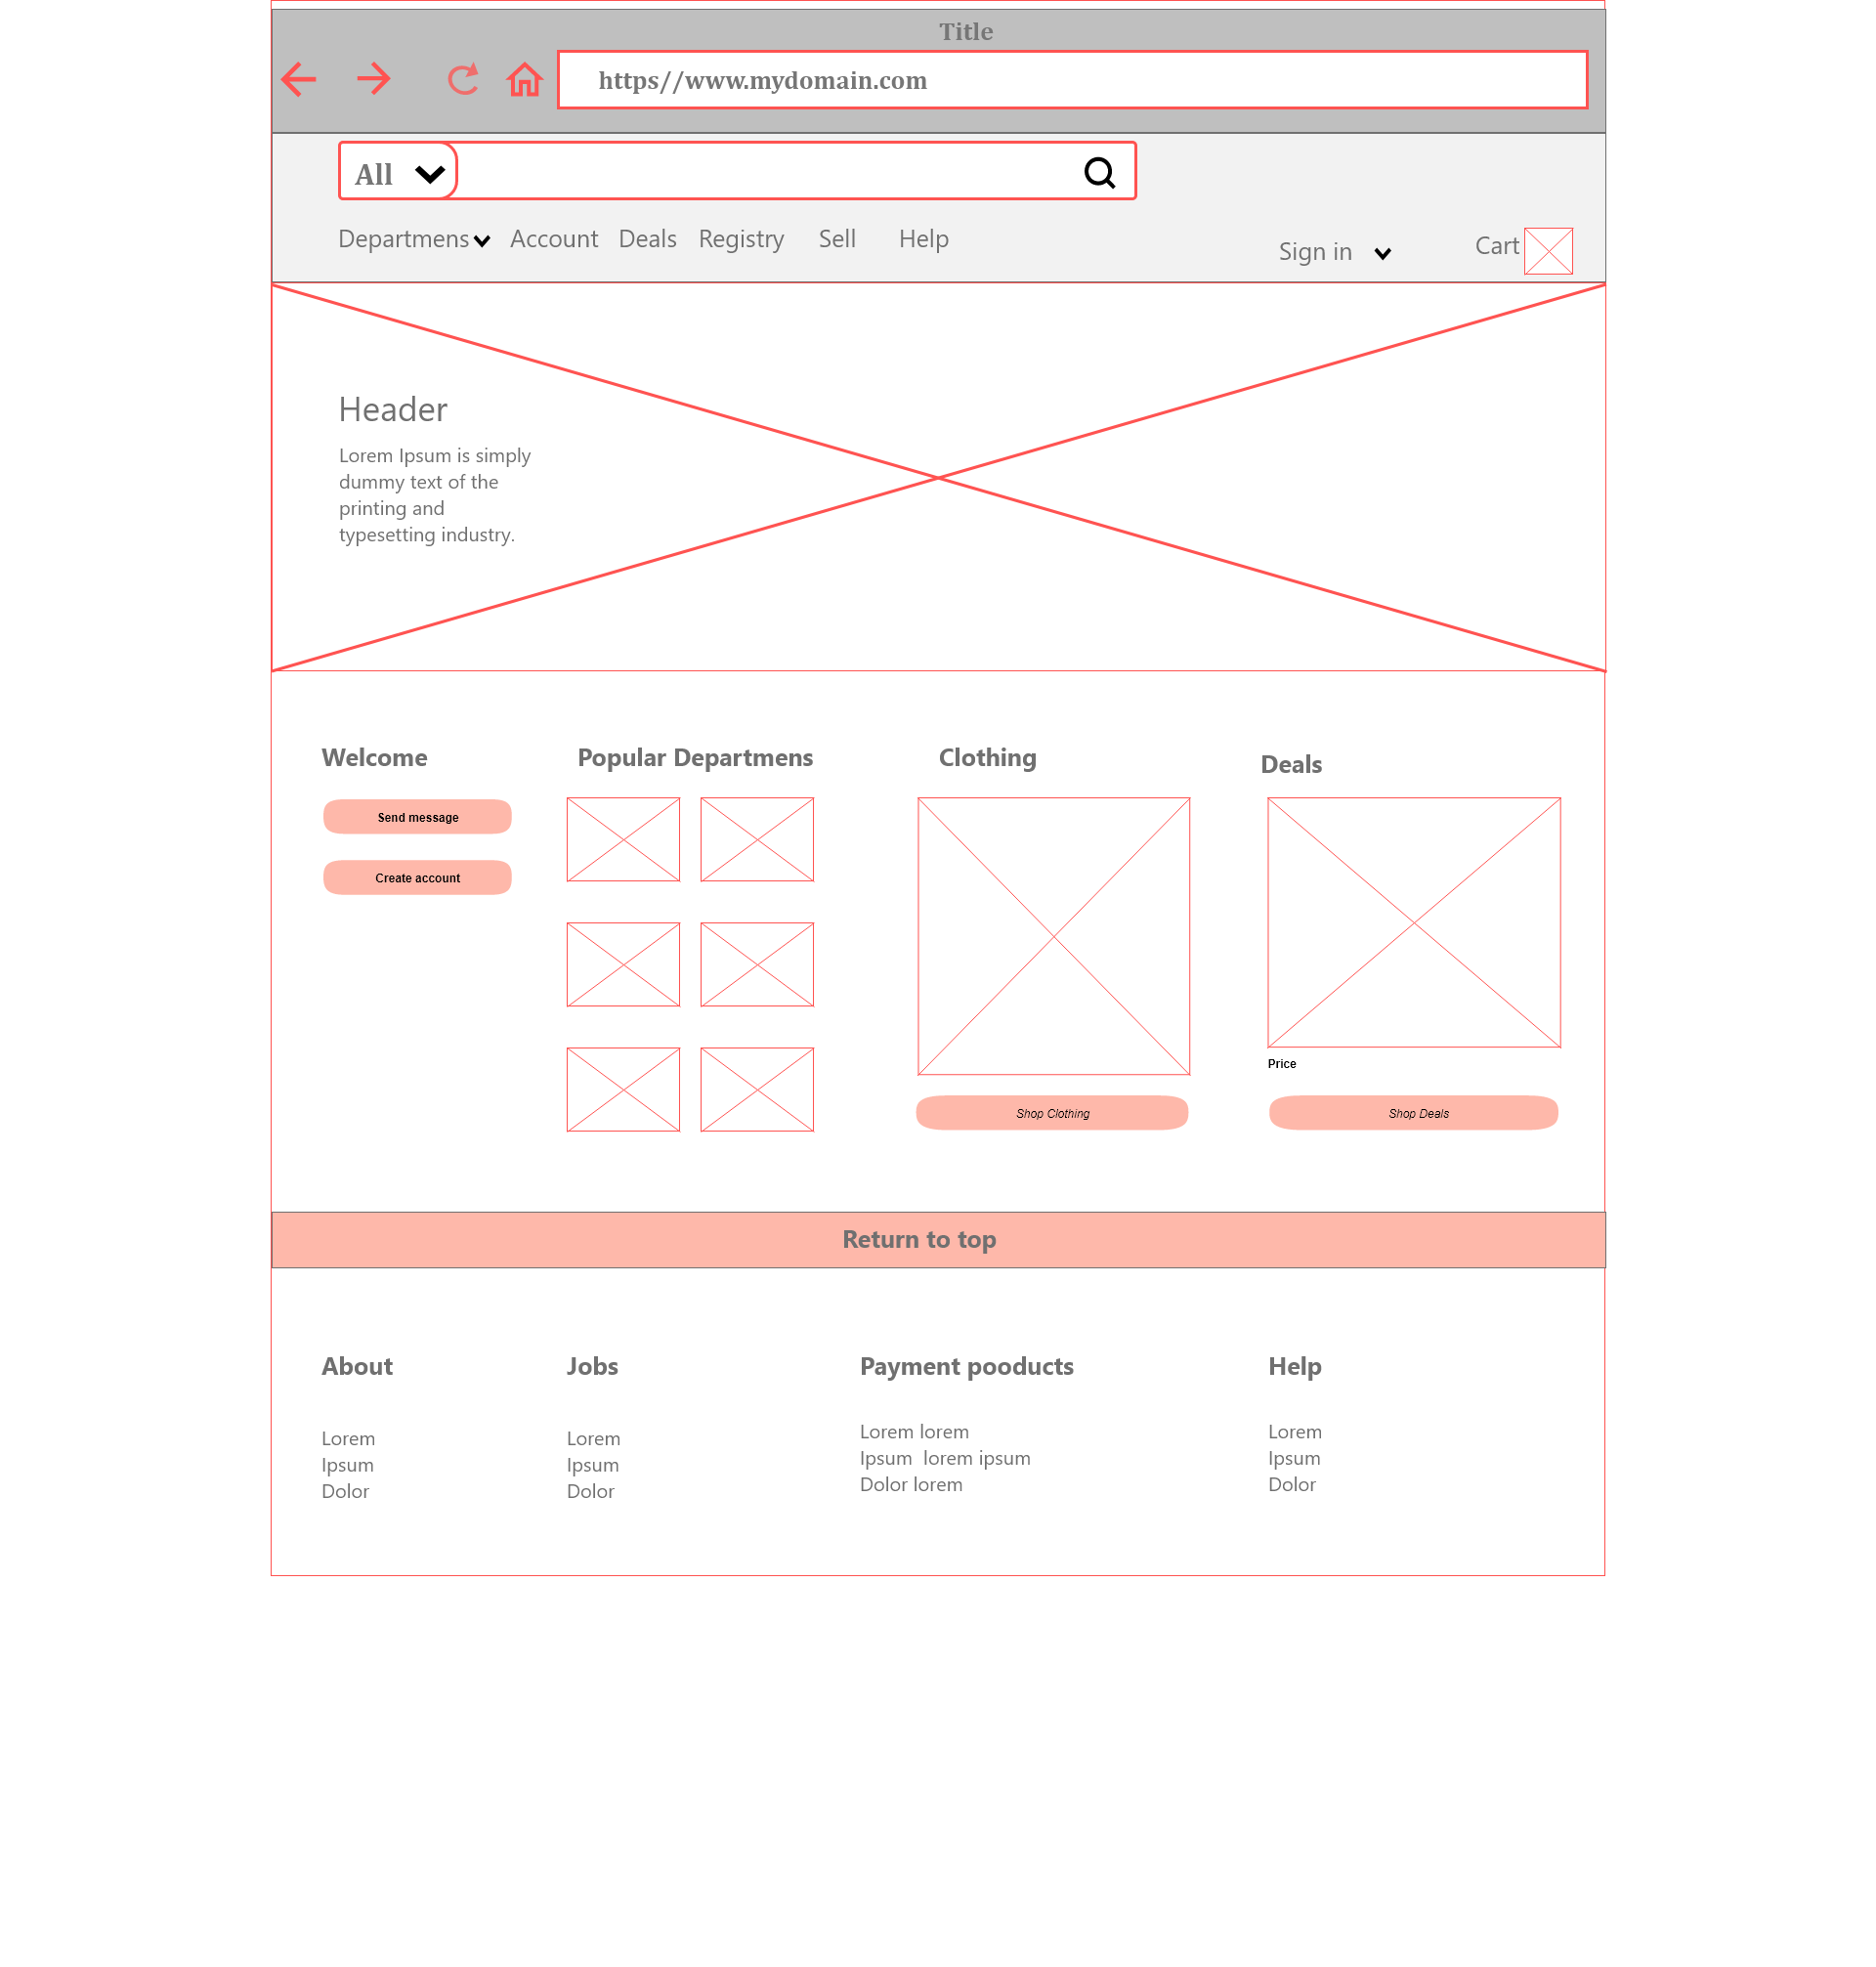 Title
https//www.mydomain.com
All
Departmens Account Deals Registry Sell Help
Sign in Cart
Header
Lorem Ipsum is simply
dummy text of the
printing and
typesetting industry.
Welcome
Popular Departmens
Clothing
Deals
Send message
Create account
Price
Shop Clothing
Shop Deals
Return to top
About
Jobs
Payment pooducts
Help
Lorem
Ipsum
Dolor
Lorem
Ipsum
Dolor
Lorem lorem
Ipsum  lorem ipsum
Dolor lorem
Lorem
Ipsum
Dolor